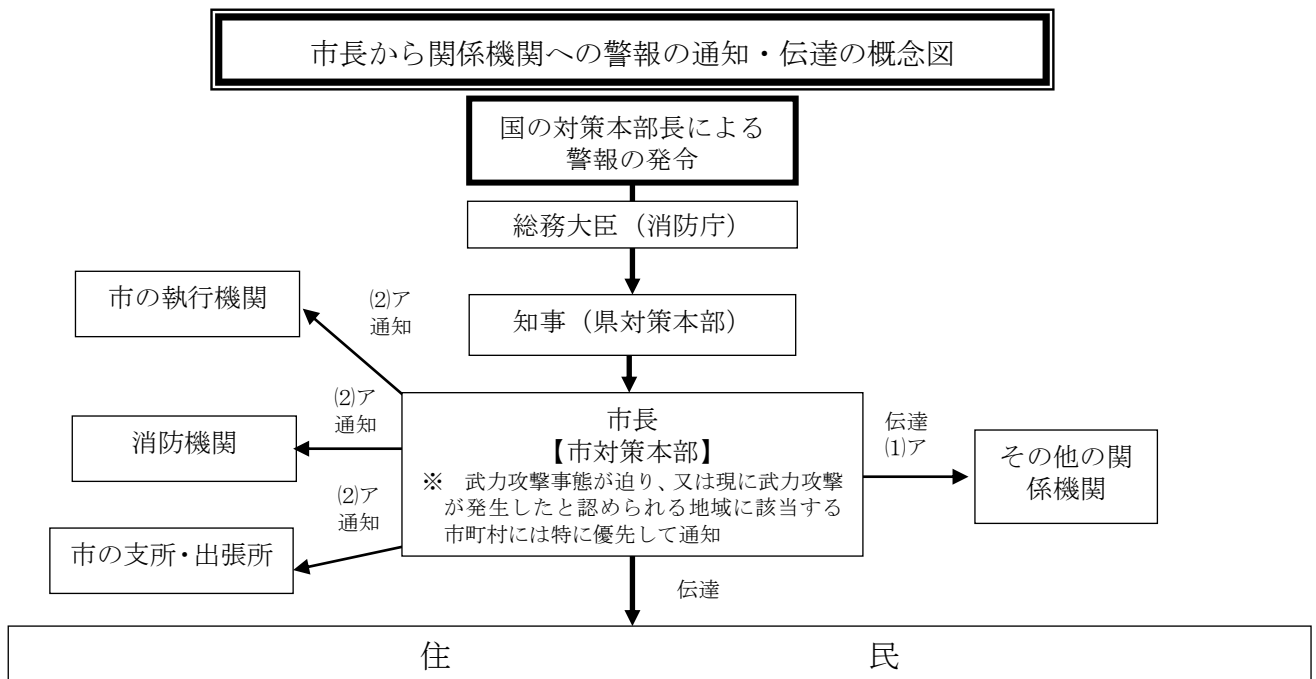 市長から関係機関への警報の通知・伝達の概念図
国の対策本部長による
警報の発令
総務大臣（消防庁）
知事（県対策本部）
市の執行機関
⑵ア
通知
消防機関
⑵ア
通知
市の支所・出張所
⑵ア
通知
市長
【市対策本部】
※　武力攻撃事態が迫り、又は現に武力攻撃
が発生したと認められる地域に該当する
市町村には特に優先して通知
伝達
⑴ア
その他の関
係機関
伝達
住　民